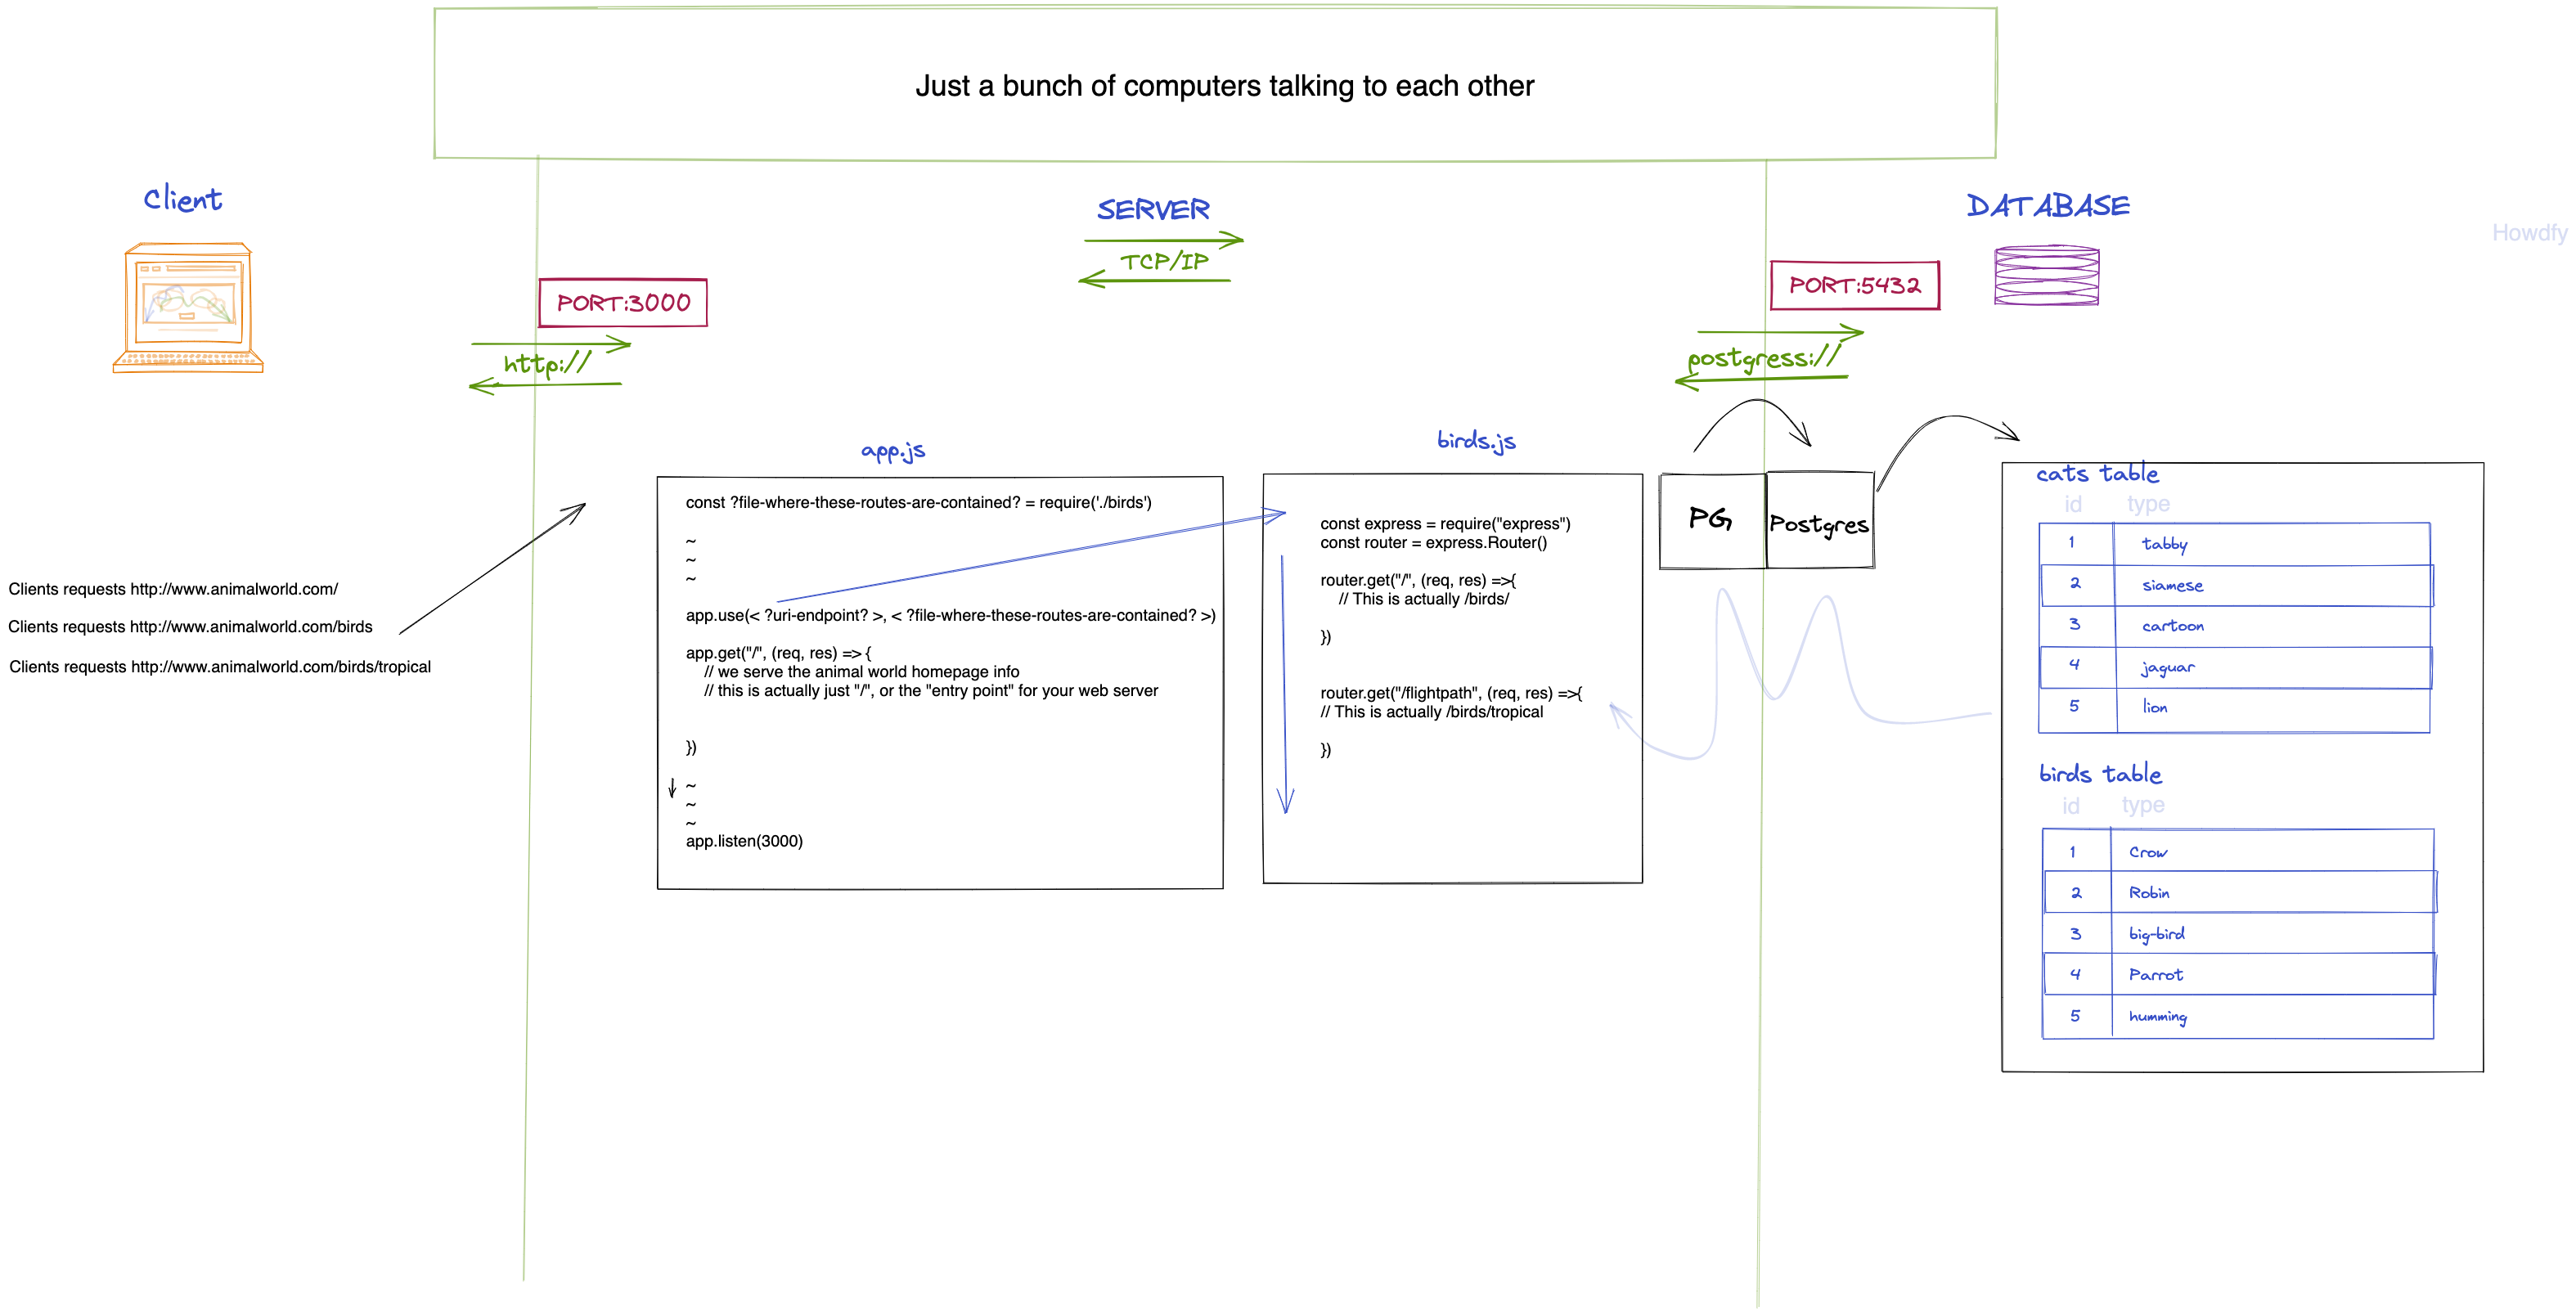 Just a bunch of computers talking to each other
Client
SERVER
DATABASE
Howdfy
TCP/IP
PORT:3000
PORT:5432
http://
postgress://
Clients requests http://www.animalworld.com/
Clients requests http://www.animalworld.com/birds
Clients requests http://www.animalworld.com/birds/tropical
app.js
const ?file-where-these-routes-are-contained? = require('./birds')
~
~
~
app.use(< ?uri-endpoint? >, < ?file-where-these-routes-are-contained? >)
app.get("/", (req, res) => {
// we serve the animal world homepage info
// this is actually just "/", or the "entry point" for your web server
})
~
~
~
app.listen(3000)
birds.js
const express = require("express")
const router = express.Router()
router.get("/", (req, res) =>{
// This is actually /birds/
})
router.get("/flightpath", (req, res) =>{
// This is actually /birds/tropical
})
PG
Postgres
cats table
id type
1 tabby
2 siamese
3 cartoon
4 jaguar
5 lion
birds table
id type
1 Crow
2 Robin
3 big-bird
4 Parrot
5 humming